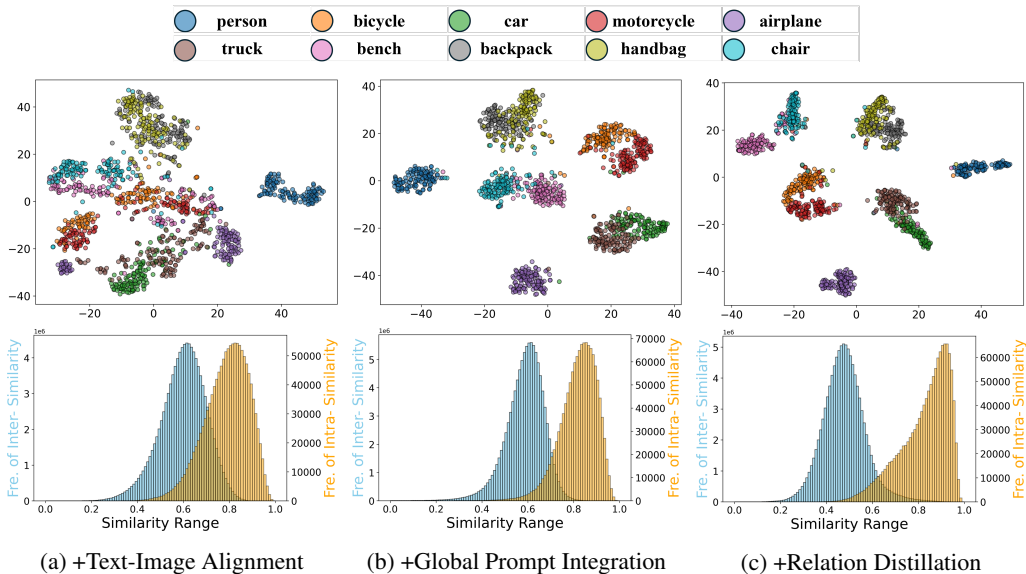 person bicycle car motorcycle airplane
truck bench backpack handbag chair
40
20
0
−20
−40
−20 0 20 40
40
20
0
−20
−40
−40 −20 0 20 40
40
20
0
−20
−40
−40 −20 0 20 40
1e6
4
3
2
1
0
Fre. of Inter- Similarity
50000
40000
30000
20000
10000
0
Fre. of Intra- Similarity
0.0 0.2 0.4 0.6 0.8 1.0
Similarity Range
1e6
5
4
3
2
1
0
Fre. of Inter- Similarity
70000
60000
50000
40000
30000
20000
10000
0
Fre. of Intra- Similarity
0.0 0.2 0.4 0.6 0.8 1.0
Similarity Range
1e6
5
4
3
2
1
0
Fre. of Inter- Similarity
60000
50000
40000
30000
20000
10000
0
Fre. of Intra- Similarity
0.0 0.2 0.4 0.6 0.8 1.0
Similarity Range
(a) +Text-Image Alignment
(b) +Global Prompt Integration
(c) +Relation Distillation